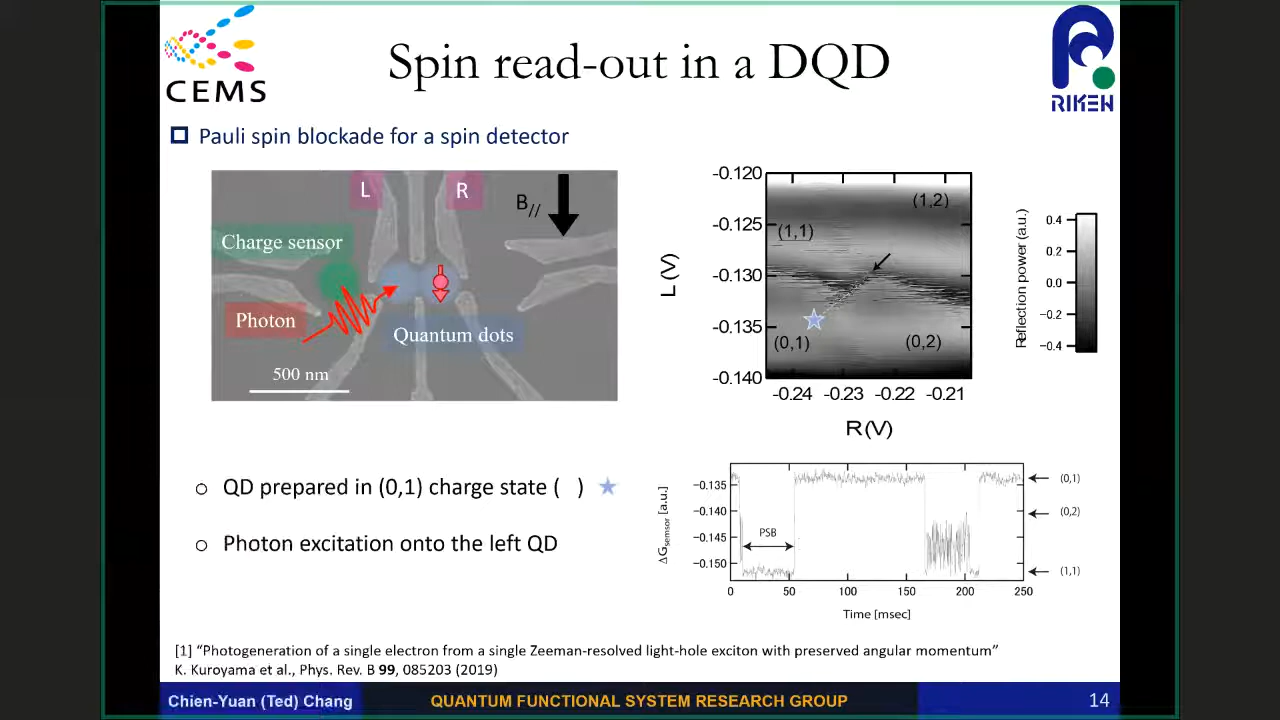 CEMS
Spin read-out in a DQD
RIKEN
Pauli spin blockade for a spin detector
L
R
B//
Charge sensor
Photon
Quantum dots
500 nm
-0.120
-0.125
-0.130
-0.135
-0.140
L (V)
(1,2)
(1,1)
(0,1)
(0,2)
-0.24 -0.23 -0.22 -0.21
R (V)
Reflection power (a.u.)
0.4
0.2
0.0
-0.2
-0.4
QD prepared in (0,1) charge state ( )
Photon excitation onto the left QD
ΔGsemsor [a.u.]
-0.135
-0.140
-0.145
-0.150
PSB
(0,1)
(0,2)
(1,1)
0 50 100 150 200 250
Time [msec]
[1] “Photogeneration of a single electron from a single Zeeman-resolved light-hole exciton with preserved angular momentum”
K. Kuroyama et al., Phys. Rev. B 99, 085203 (2019)
Chien-Yuan (Ted) Chang
QUANTUM FUNCTIONAL SYSTEM RESEARCH GROUP
14